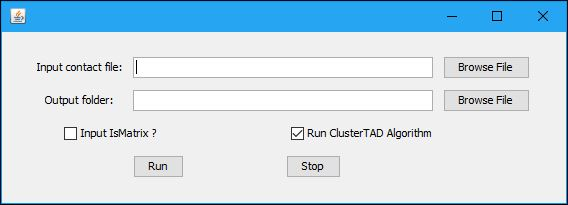 Input contact file: Browse File
Output folder: Browse File
Input IsMatrix ? Run ClusterTAD Algorithm
Run Stop